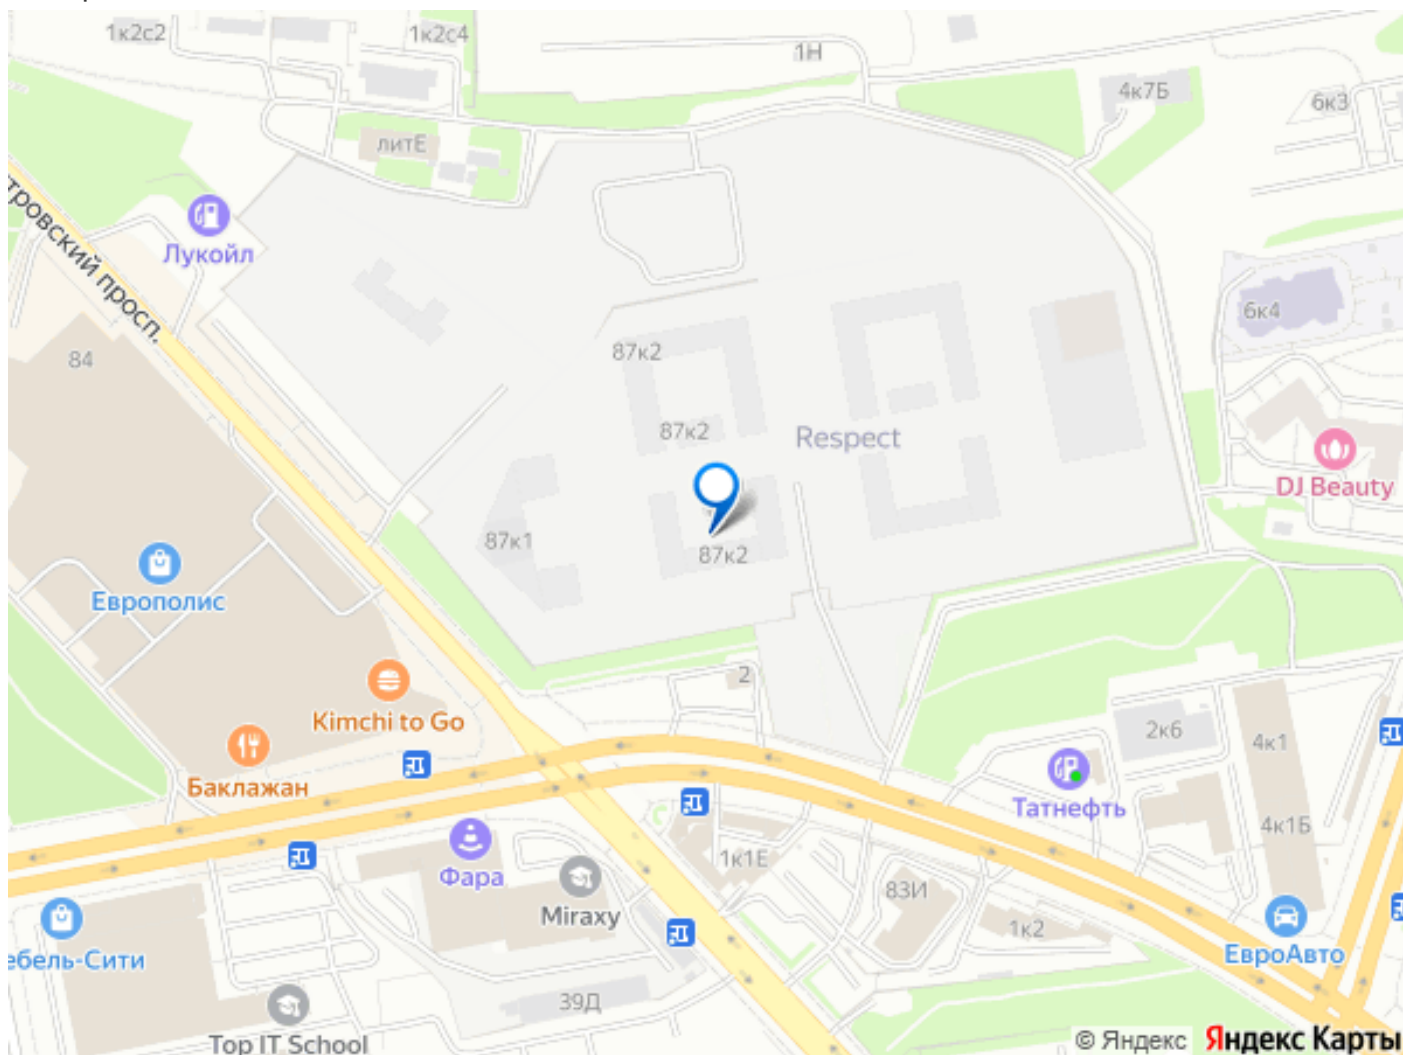 1к2с2
1к2с4
1Н
4к7Б
6к3
литЕ
Лукойл
тровский просп.
6к4
84
87к2
87к2
Respect
DJ Beauty
87к1
87к2
Европолис
2
Kimchi to Go
2к6
4к1
Баклажан
Татнефть
4к1Б
1к1Е
Фара
83И
Miraxy
1к2
ЕвроАвто
ебель-Сити
39Д
Top IT School
© Яндекс Яндекс Карты